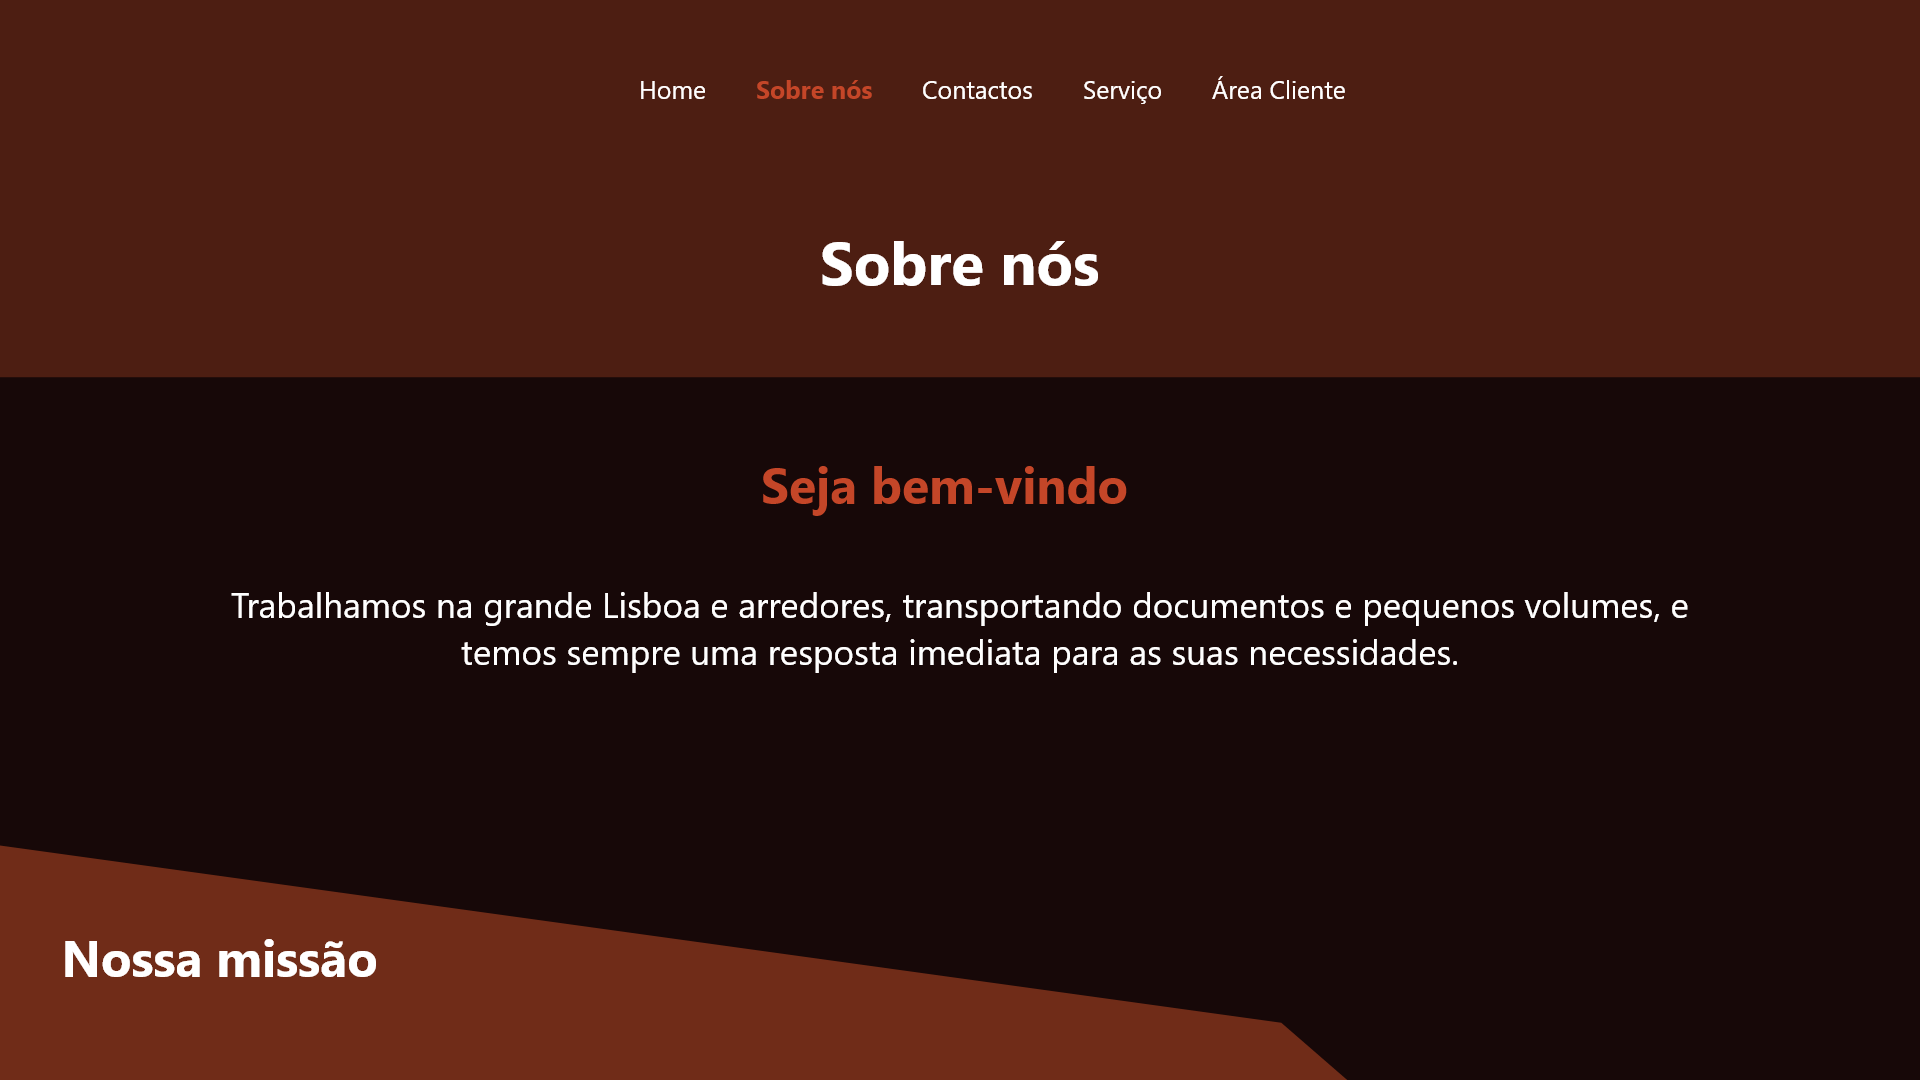 Home Sobre nós Contactos Serviço Área Cliente
Sobre nós
Seja bem-vindo
Trabalhamos na grande Lisboa e arredores, transportando documentos e pequenos volumes, e
temos sempre uma resposta imediata para as suas necessidades.
Nossa missão